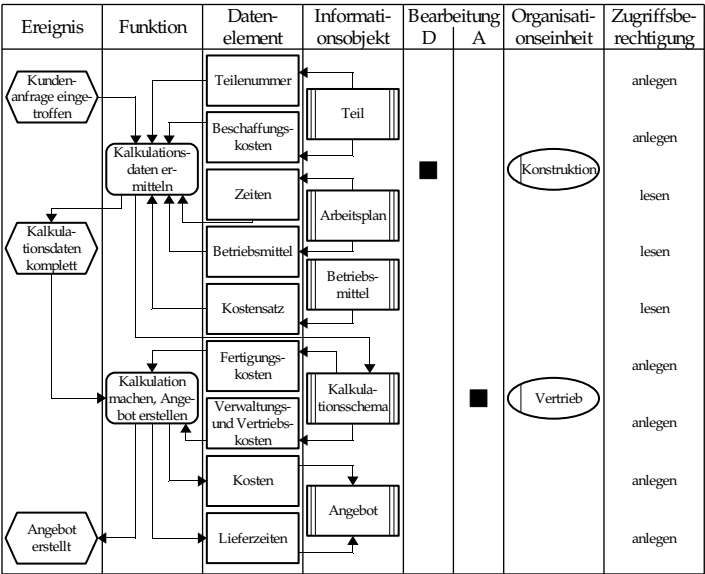 Ereignis
Funktion
Daten-
element
Informati-
onsobjekt
Bearbeitung
D
A
Organisati-
onseinheit
Zugriffsbe-
rechtigung
Kunden-
anfrage einge-
troffen
Teilenummer
Teil
anlegen
Beschaffungs-
kosten
anlegen
Kalkulations-
daten er-
mitteln
Konstruktion
Zeiten
lesen
Arbeitsplan
Kalkula-
tionsdaten
komplett
Betriebsmittel
lesen
Betriebs-
mittel
Kostensatz
lesen
Fertigungs-
kosten
anlegen
Kalkulation
machen, Ange-
bot erstellen
Kalkula-
tionsschema
Vertrieb
Verwaltungs-
und Vertriebs-
kosten
anlegen
Kosten
anlegen
Angebot
Angebot
erstellt
Lieferzeiten
anlegen